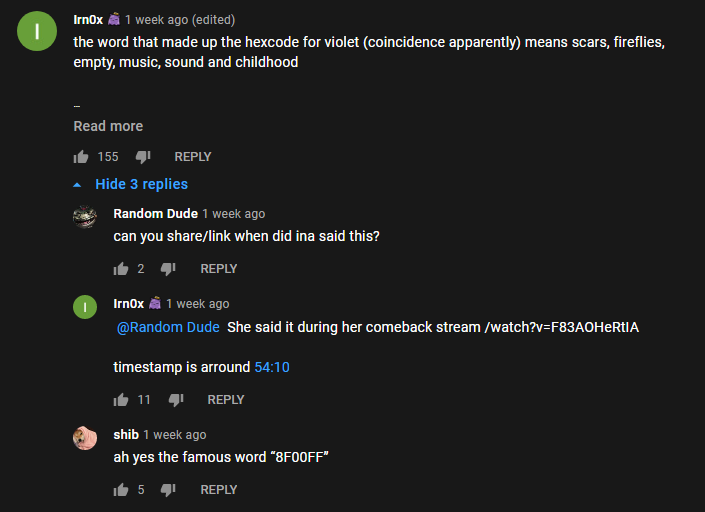 I
Irn0x 1 week ago (edited)
the word that made up the hexcode for violet (coincidence apparently) means scars, fireflies,
empty, music, sound and childhood
...
Read more
155 REPLY
Hide 3 replies
Random Dude 1 week ago
can you share/link when did ina said this?
2 REPLY
I
Irn0x 1 week ago
@Random Dude She said it during her comeback stream /watch?v=F83AOHeRtIA
timestamp is arround 54:10
11 REPLY
shib 1 week ago
ah yes the famous word “8F00FF”
5 REPLY